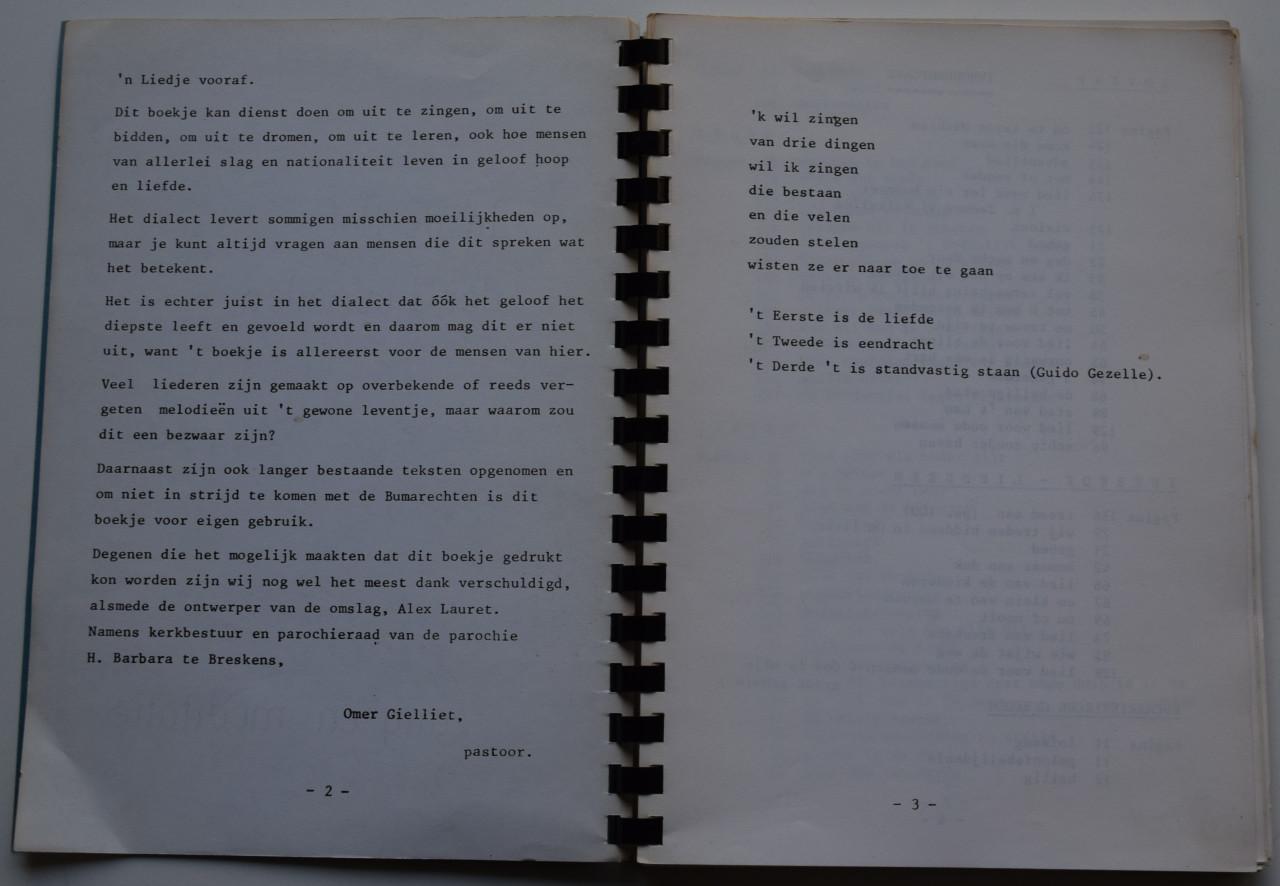 'n Liedje vooraf.
Dit boekje kan dienst doen om uit te zingen, om uit te
bidden, om uit te dromen, om uit te leren, ook hoe mensen
van allerlei slag en nationaliteit leven in geloof hoop
en liefde.
Het dialect levert sommigen misschien moeilijkheden op,
maar je kunt altijd vragen aan mensen die dit spreken wat
het betekent.
Het is echter juist in het dialect dat óók het geloof het
diepste leeft en gevoeld wordt en daarom mag dit er niet
uit, want 't boekje is allereerst voor de mensen van hier.
Veel liederen zijn gemaakt op overbekende of reeds ver-
geten melodieën uit 't gewone leventje, maar waarom zou
dit een bezwaar zijn?
Daarnaast zijn ook langer bestaande teksten opgenomen en
om niet in strijd te komen met de Bumarechten is dit
boekje voor eigen gebruik.
Degenen die het mogelijk maakten dat dit boekje gedrukt
kon worden zijn wij nog wel het meest dank verschuldigd,
alsmede de ontwerper van de omslag, Alex Lauret.
Namens kerkbestuur en parochieraad van de parochie
H. Barbara te Breskens,
Omer Gielliet,
pastoor.
- 2 -
'k wil zingen
van drie dingen
wil ik zingen
die bestaan
en die velen
zouden stelen
wisten ze er naar toe te gaan
't Eerste is de liefde
't Tweede is eendracht
't Derde 't is standvastig staan (Guido Gezelle).
- 3 -